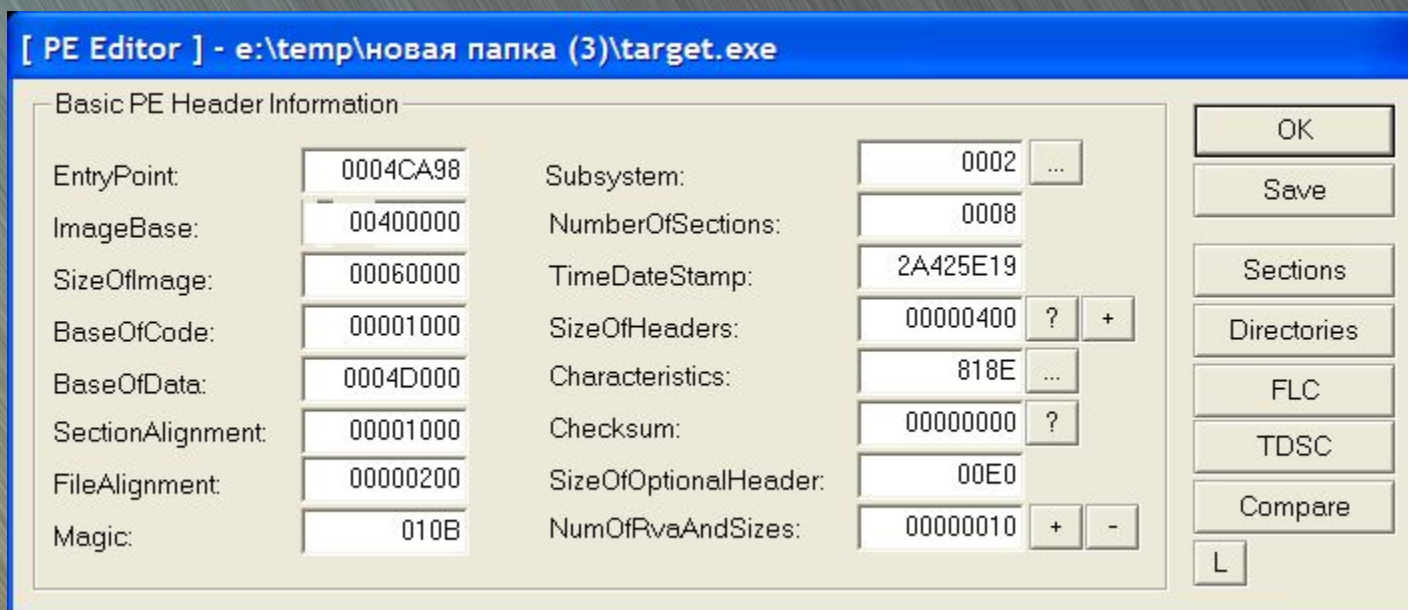 [ PE Editor ] - e:\temp\новая папка (3)\target.exe
Basic PE Header Information
EntryPoint: 0004CA98
ImageBase: 00400000
SizeOfImage: 00060000
BaseOfCode: 00001000
BaseOfData: 0004D000
SectionAlignment: 00001000
FileAlignment: 00000200
Magic: 010B
Subsystem: 0002 ...
NumberOfSections: 0008
TimeDateStamp: 2A425E19
SizeOfHeaders: 00000400 ? +
Characteristics: 818E ...
Checksum: 00000000 ?
SizeOfOptionalHeader: 00E0
NumOfRvaAndSizes: 00000010 + -
OK
Save
Sections
Directories
FLC
TDSC
Compare
L